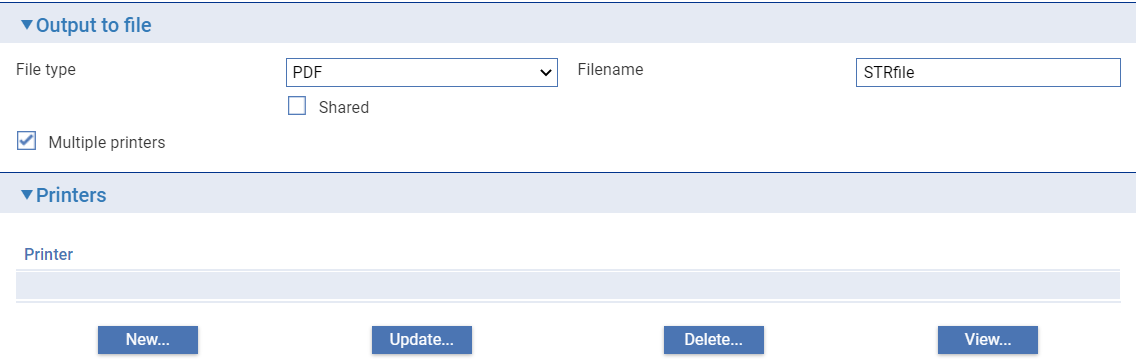 Output to file
File type PDF Filename STRfile
Shared
Multiple printers
Printers
Printer
New... Update... Delete... View...